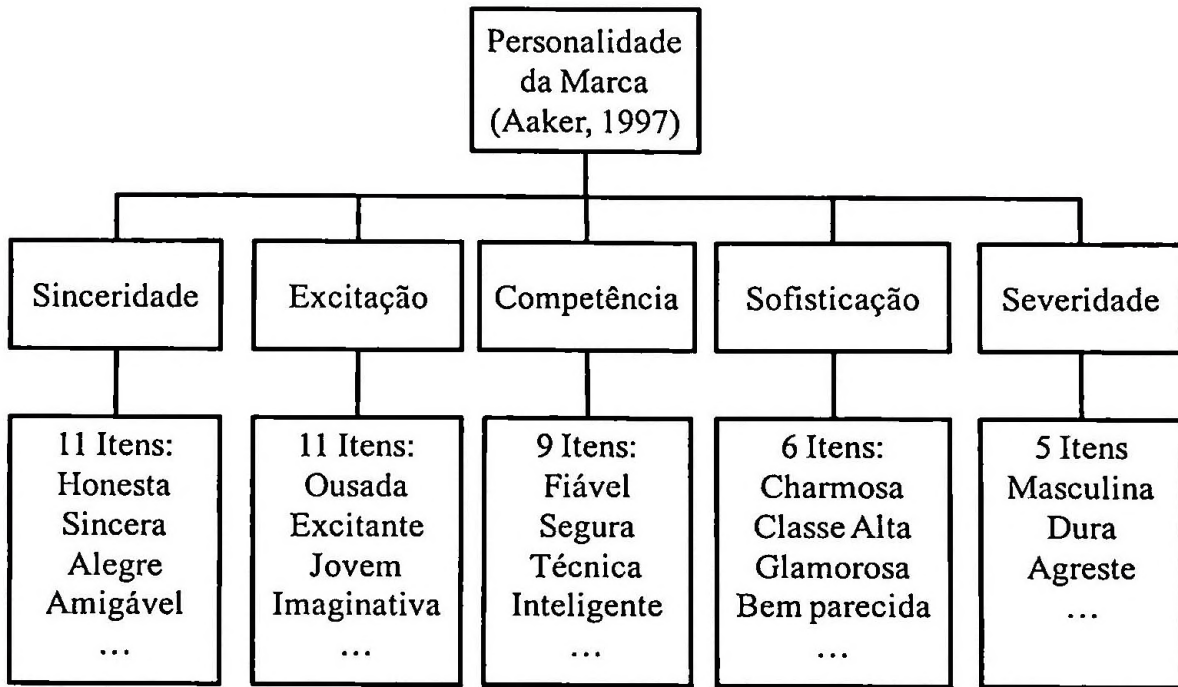 Personalidade
da Marca
(Aaker, 1997)
Sinceridade
Excitação
Competência
Sofisticação
Severidade
11 Itens:
Honesta
Sincera
Alegre
Amigável
...
11 Itens:
Ousada
Excitante
Jovem
Imaginativa
...
9 Itens:
Fiável
Segura
Técnica
Inteligente
...
6 Itens:
Charmosa
Classe Alta
Glamorosa
Bem parecida
...
5 Itens
Masculina
Dura
Agreste
...